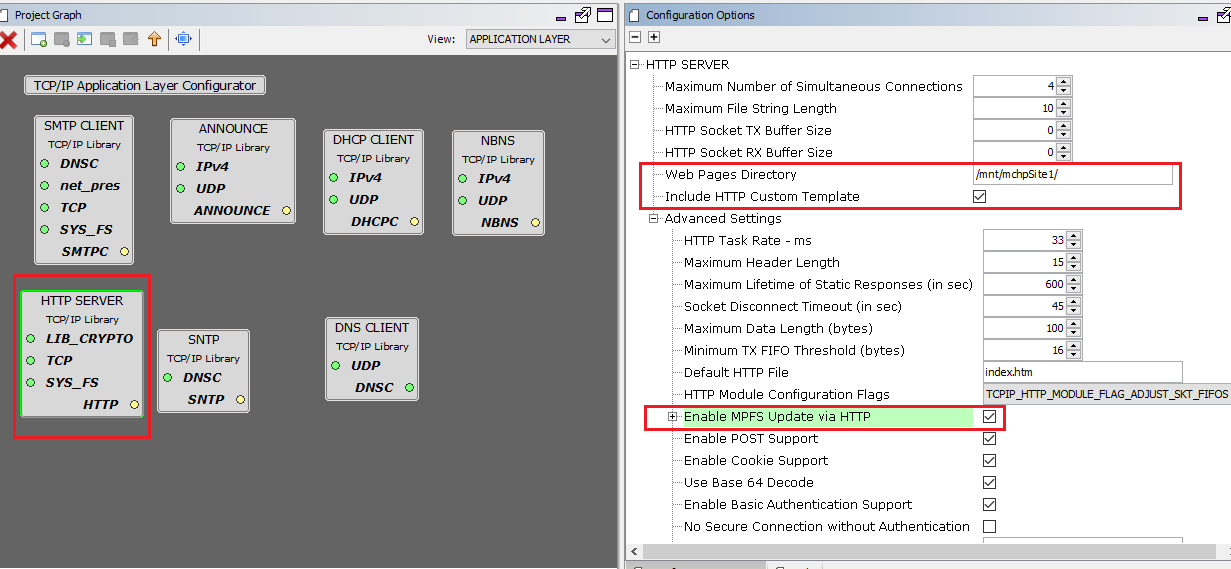 Project Graph
View: APPLICATION LAYER
TCP/IP Application Layer Configurator
SMTP CLIENT
TCP/IP Library
DNSC
net_pres
TCP
SYS_FS
SMTPC
ANNOUNCE
TCP/IP Library
IPv4
UDP
ANNOUNCE
DHCP CLIENT
TCP/IP Library
IPv4
UDP
DHCPC
NBNS
TCP/IP Library
IPv4
UDP
NBNS
HTTP SERVER
TCP/IP Library
LIB_CRYPTO
TCP
SYS_FS
HTTP
SNTP
TCP/IP Library
DNSC
SNTP
DNS CLIENT
TCP/IP Library
UDP
DNSC
Configuration Options
HTTP SERVER
Maximum Number of Simultaneous Connections 4
Maximum File String Length 10
HTTP Socket TX Buffer Size 0
HTTP Socket RX Buffer Size 0
Web Pages Directory /mnt/mchpSite1/
Include HTTP Custom Template
Advanced Settings
HTTP Task Rate - ms 33
Maximum Header Length 15
Maximum Lifetime of Static Responses (in sec) 600
Socket Disconnect Timeout (in sec) 45
Maximum Data Length (bytes) 100
Minimum TX FIFO Threshold (bytes) 16
Default HTTP File index.htm
HTTP Module Configuration Flags TCPIP_HTTP_MODULE_FLAG_ADJUST_SKT_FIFOS
Enable MPFS Update via HTTP
Enable POST Support
Enable Cookie Support
Use Base 64 Decode
Enable Basic Authentication Support
No Secure Connection without Authentication